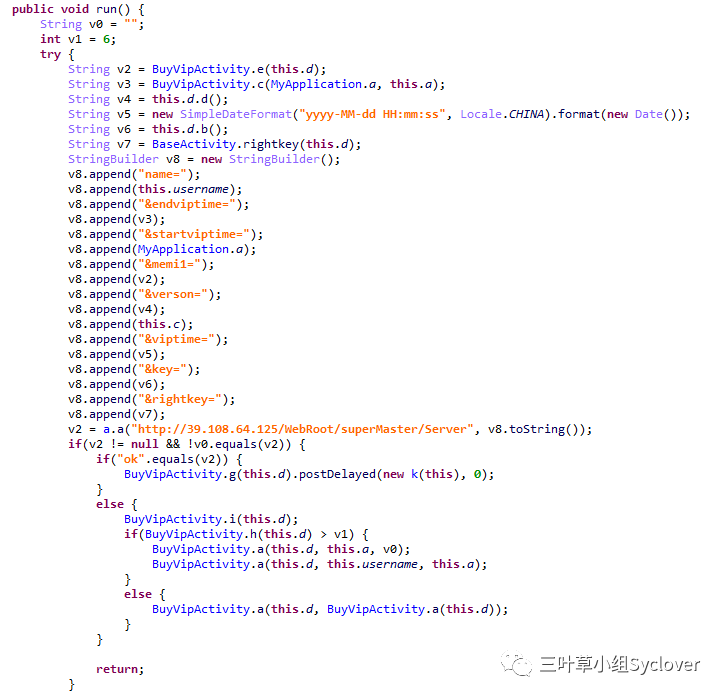 public void run() {
    String v0 = "";
    int v1 = 6;
    try {
        String v2 = BuyVipActivity.e(this.d);
        String v3 = BuyVipActivity.c(MyApplication.a, this.a);
        String v4 = this.d.d();
        String v5 = new SimpleDateFormat("yyyy-MM-dd HH:mm:ss", Locale.CHINA).format(new Date());
        String v6 = this.d.b();
        String v7 = BaseActivity.rightkey(this.d);
        StringBuilder v8 = new StringBuilder();
        v8.append("name=");
        v8.append(this.username);
        v8.append("&endviptime=");
        v8.append(v3);
        v8.append("&startviptime=");
        v8.append(MyApplication.a);
        v8.append("&memi1=");
        v8.append(v2);
        v8.append("&verson=");
        v8.append(v4);
        v8.append(this.c);
        v8.append("&viptime=");
        v8.append(v5);
        v8.append("&key=");
        v8.append(v6);
        v8.append("&rightkey=");
        v8.append(v7);
        v2 = a.a("http://39.108.64.125/WebRoot/superMaster/Server", v8.toString());
        if(v2 != null && !v0.equals(v2)) {
            if("ok".equals(v2)) {
                BuyVipActivity.g(this.d).postDelayed(new k(this), 0);
            }
            else {
                BuyVipActivity.i(this.d);
                if(BuyVipActivity.h(this.d) > v1) {
                    BuyVipActivity.a(this.d, this.a, v0);
                    BuyVipActivity.a(this.d, this.username, this.a);
                }
                else {
                    BuyVipActivity.a(this.d, BuyVipActivity.a(this.d));
                }
            }

            return;
        }
三叶草小组Syclover